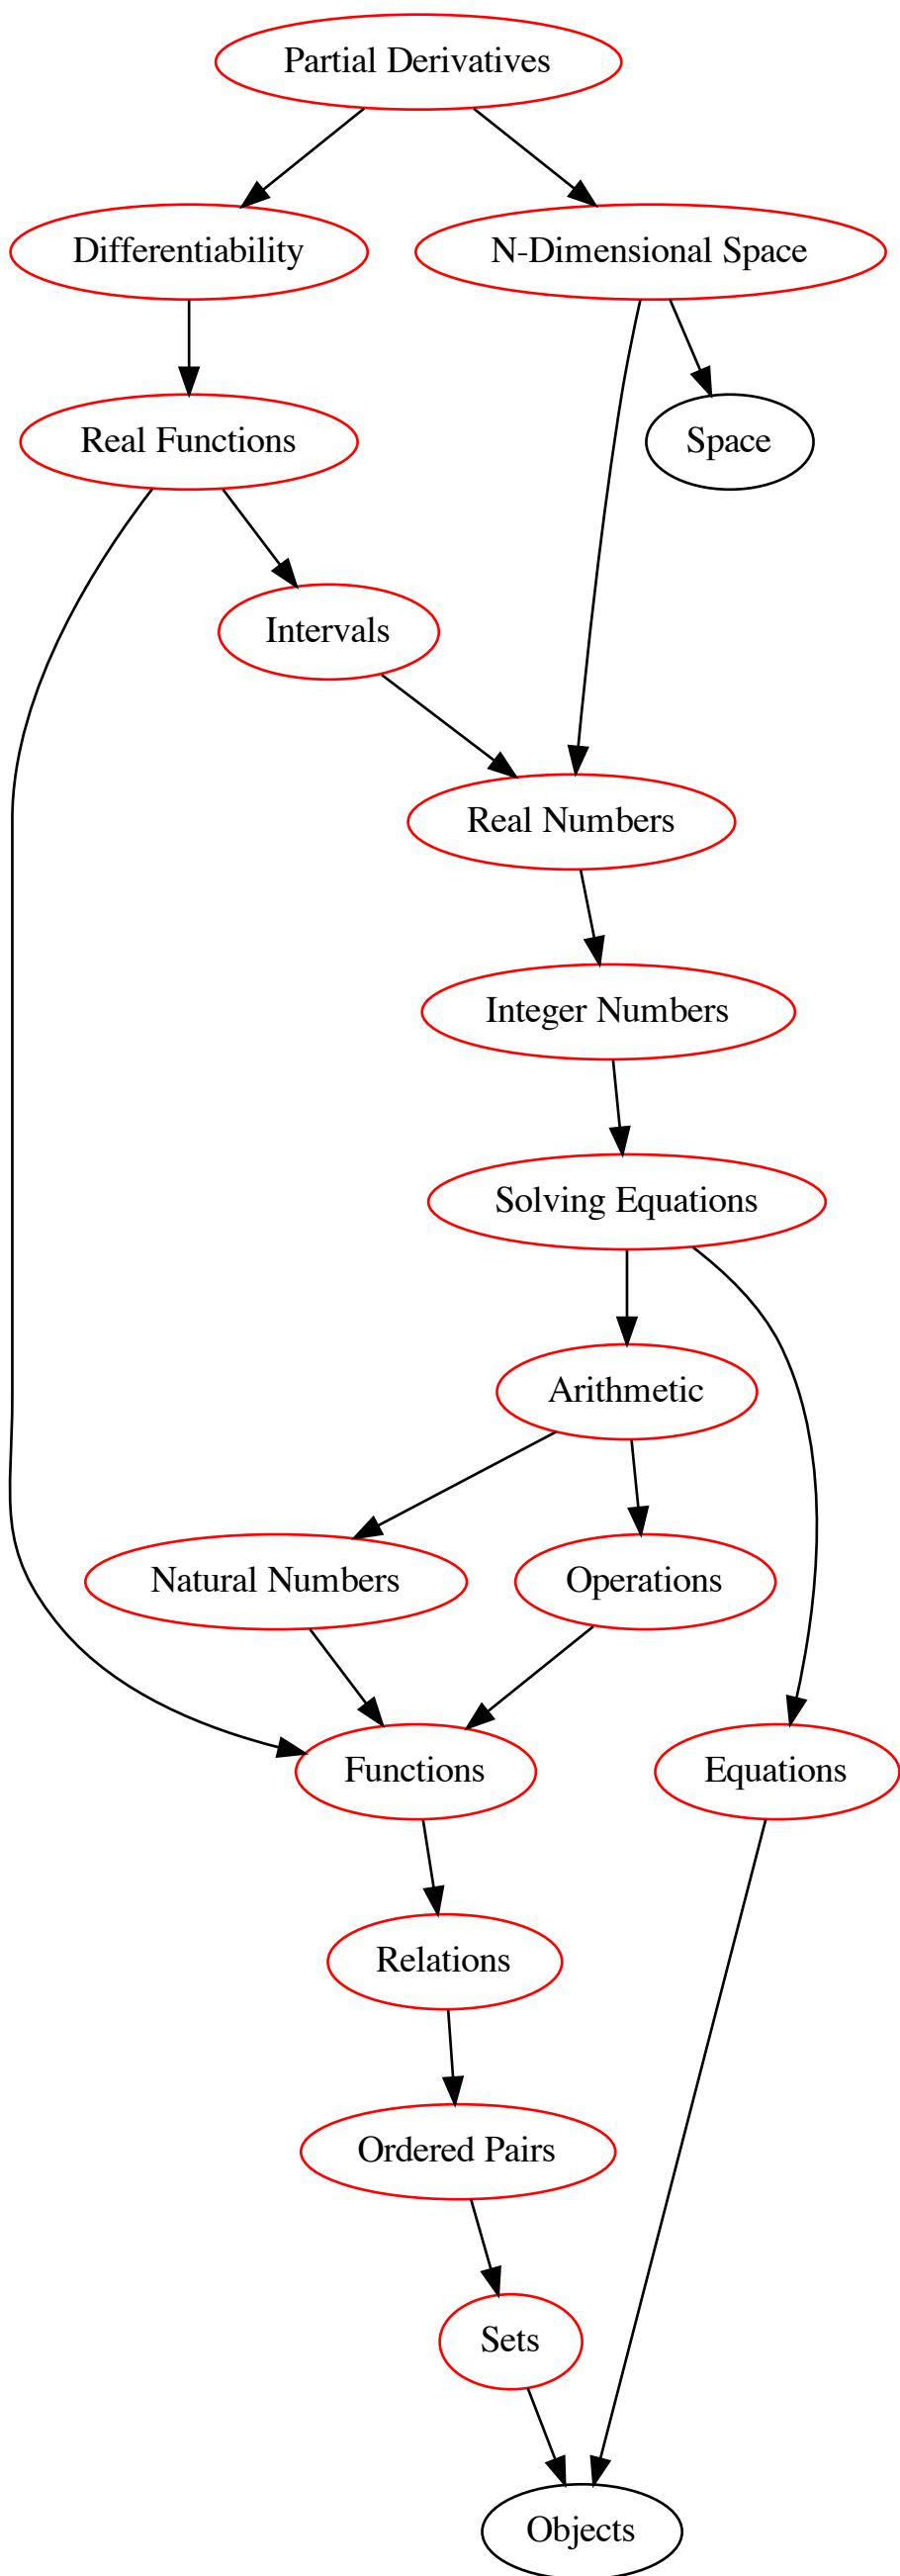 Partial Derivatives
Differentiability
N-Dimensional Space
Real Functions
Space
Intervals
Real Numbers
Integer Numbers
Solving Equations
Arithmetic
Natural Numbers
Operations
Functions
Equations
Relations
Ordered Pairs
Sets
Objects